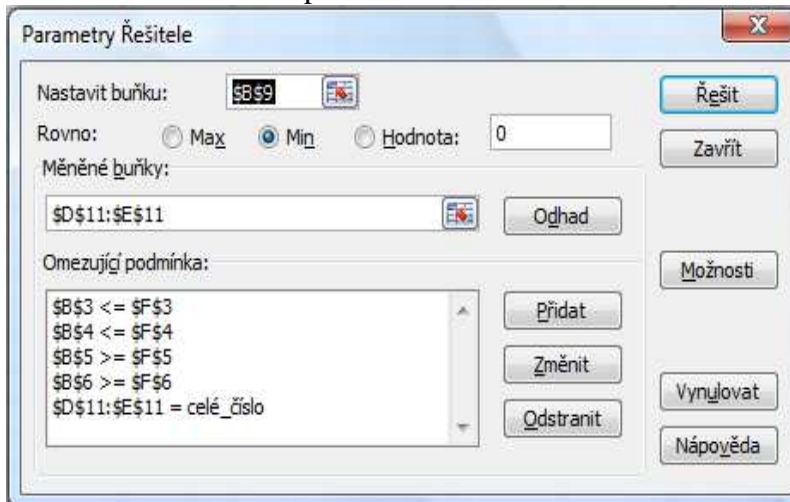 Parametry Řešitele
Nastavit buňku: $B$9
Řešit
Rovno: Max Min Hodnota: 0
Zavřít
Měněné buňky:
$D$11:$E$11
Odhad
Omezující podmínka:
Možnosti
$B$3 <= $F$3
$B$4 <= $F$4
$B$5 >= $F$5
$B$6 >= $F$6
$D$11:$E$11 = celé_číslo
Přidat
Změnit
Odstranit
Vynulovat
Nápověda